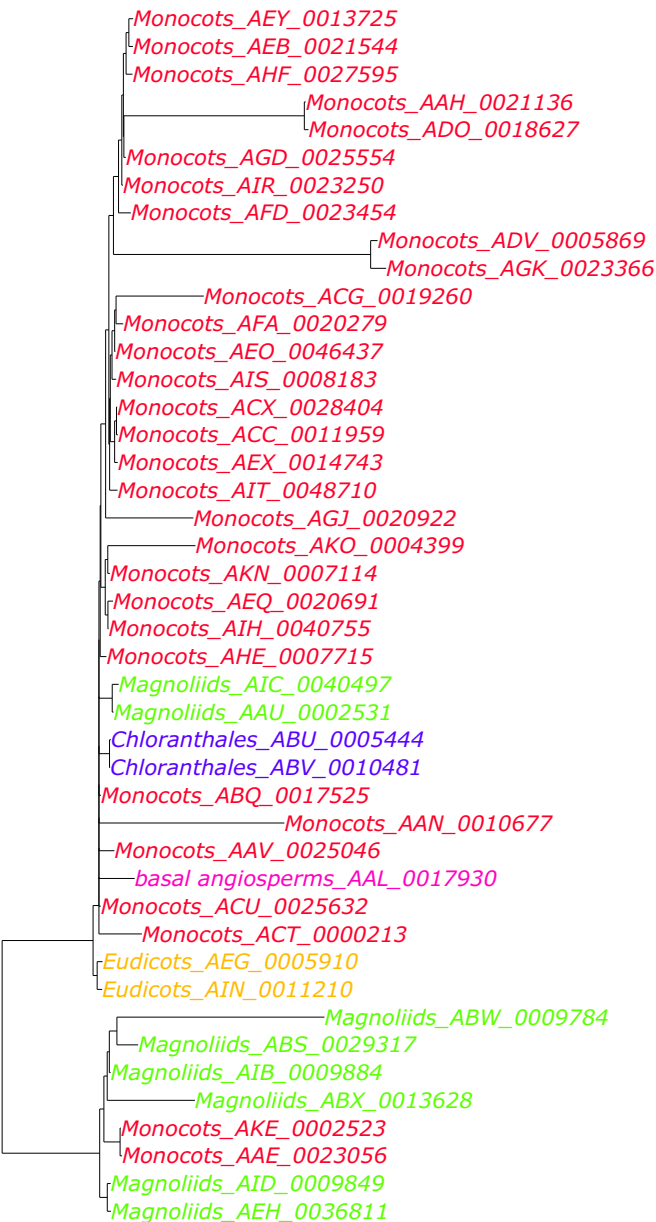 Monocots_AEY_0013725
Monocots_AEB_0021544
Monocots_AHF_0027595
Monocots_AAH_0021136
Monocots_ADO_0018627
Monocots_AGD_0025554
Monocots_AIR_0023250
Monocots_AFD_0023454
Monocots_ADV_0005869
Monocots_AGK_0023366
Monocots_ACG_0019260
Monocots_AFA_0020279
Monocots_AEO_0046437
Monocots_AIS_0008183
Monocots_ACX_0028404
Monocots_ACC_0011959
Monocots_AEX_0014743
Monocots_AIT_0048710
Monocots_AGJ_0020922
Monocots_AKO_0004399
Monocots_AKN_0007114
Monocots_AEQ_0020691
Monocots_AIH_0040755
Monocots_AHE_0007715
Magnoliids_AIC_0040497
Magnoliids_AAU_0002531
Chloranthales_ABU_0005444
Chloranthales_ABV_0010481
Monocots_ABQ_0017525
Monocots_AAN_0010677
Monocots_AAV_0025046
basal angiosperms_AAL_0017930
Monocots_ACU_0025632
Monocots_ACT_0000213
Eudicots_AEG_0005910
Eudicots_AIN_0011210
Magnoliids_ABW_0009784
Magnoliids_ABS_0029317
Magnoliids_AIB_0009884
Magnoliids_ABX_0013628
Monocots_AKE_0002523
Monocots_AAE_0023056
Magnoliids_AID_0009849
Magnoliids_AEH_0036811